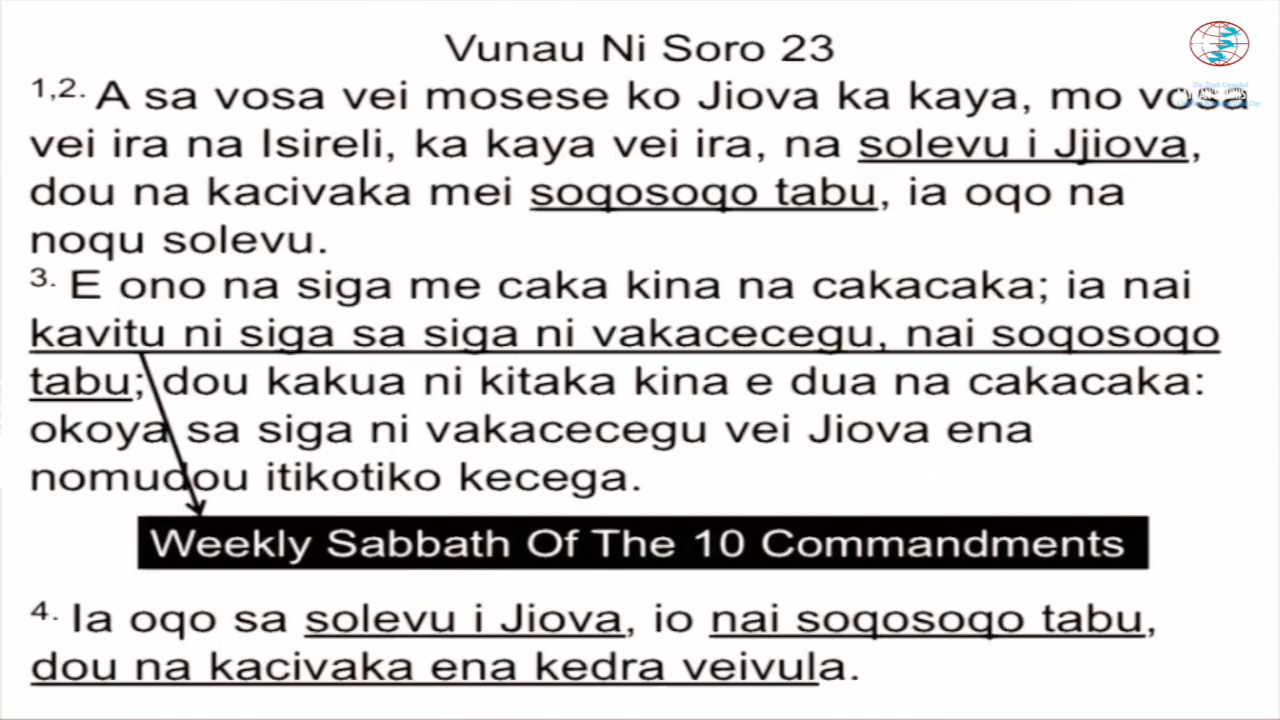 Vunau Ni Soro 23
1,2. A sa vosa vei mosese ko Jiova ka kaya, mo vosa
vei ira na Isireli, ka kaya vei ira, na solevu i Jjiova,
dou na kacivaka mei soqosoqo tabu, ia oqo na
noqu solevu.
3. E ono na siga me caka kina na cakacaka; ia nai
kavitu ni siga sa siga ni vakacecegu, nai soqosoqo
tabu; dou kakua ni kitaka kina e dua na cakacaka:
okoya sa siga ni vakacecegu vei Jiova ena
nomudou itikotiko kecega.
Weekly Sabbath Of The 10 Commandments
4. Ia oqo sa solevu i Jiova, io nai soqosoqo tabu,
dou na kacivaka ena kedra veivula.